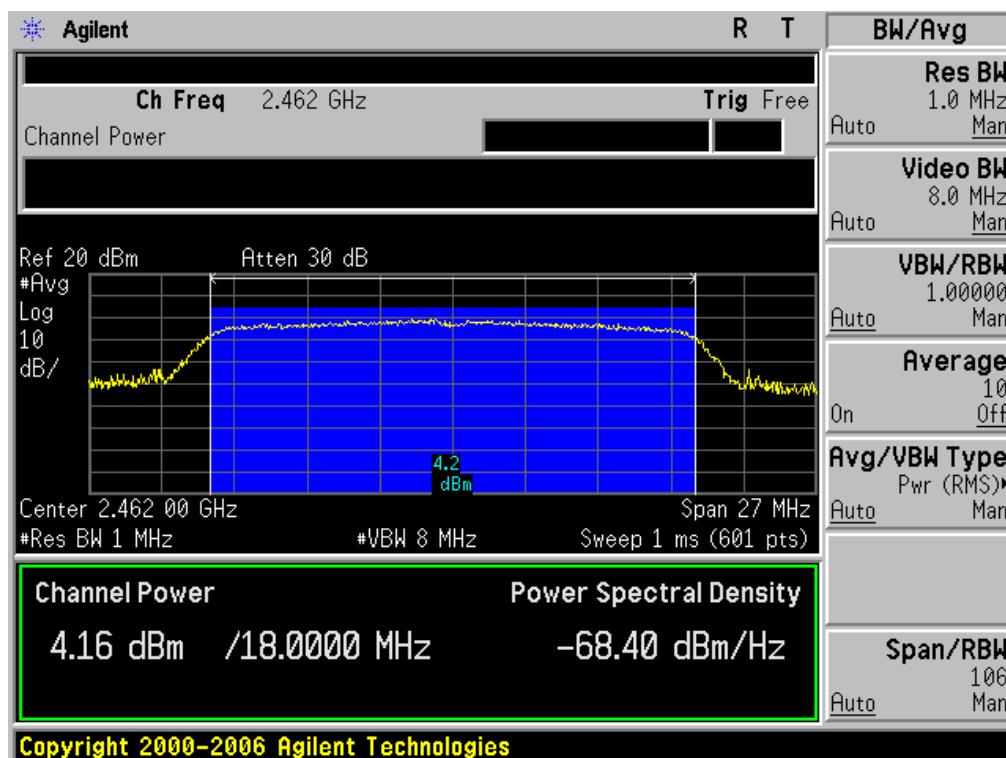 Agilent R T
BW/Avg
Ch Freq 2.462 GHz Trig Free
Channel Power
Ref 20 dBm Atten 30 dB
#Avg
Log
10
dB/
4.2
dBm
Center 2.462 00 GHz Span 27 MHz
#Res BW 1 MHz #VBW 8 MHz Sweep 1 ms (601 pts)
Channel Power Power Spectral Density
4.16 dBm /18.0000 MHz -68.40 dBm/Hz
Res BW
1.0 MHz
Auto Man
Video BW
8.0 MHz
Auto Man
VBW/RBW
1.00000
Auto Man
Average
10
On Off
Avg/VBW Type
Pwr (RMS)
Auto Man
Span/RBW
106
Auto Man
Copyright 2000-2006 Agilent Technologies